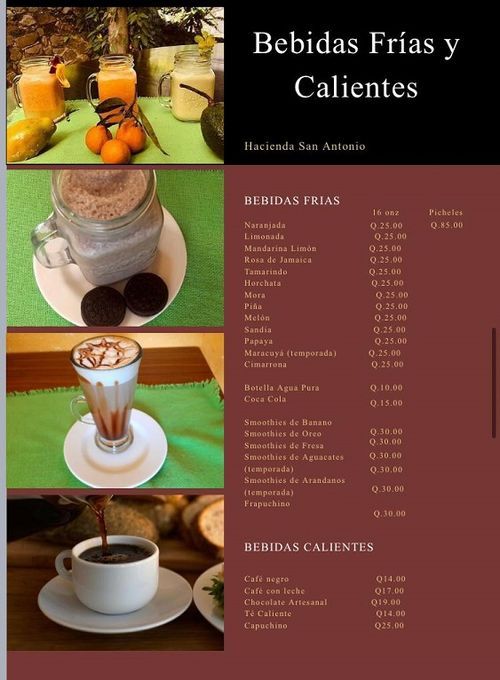 Bebidas Frías y
Calientes
Hacienda San Antonio
BEBIDAS FRIAS
16 onz Picheles
Naranjada Q.25.00 Q.85.00
Limonada Q.25.00
Mandarina Limón Q.25.00
Rosa de Jamaica Q.25.00
Tamarindo Q.25.00
Horchata Q.25.00
Mora Q.25.00
Piña Q.25.00
Melón Q.25.00
Sandia Q.25.00
Papaya Q.25.00
Maracuyá (temporada) Q.25.00
Cimarrona Q.25.00
Botella Agua Pura Q.10.00
Coca Cola Q.15.00
Smoothies de Banano
Smoothies de Oreo Q.30.00
Smoothies de Fresa Q.30.00
Smoothies de Aguacates Q.30.00
(temporada) Q.30.00
Smoothies de Arandanos
(temporada) Q.30.00
Frapuchino
Q.30.00
BEBIDAS CALIENTES
Café negro Q14.00
Café con leche Q17.00
Chocolate Artesanal Q19.00
Té Caliente Q14.00
Capuchino Q25.00